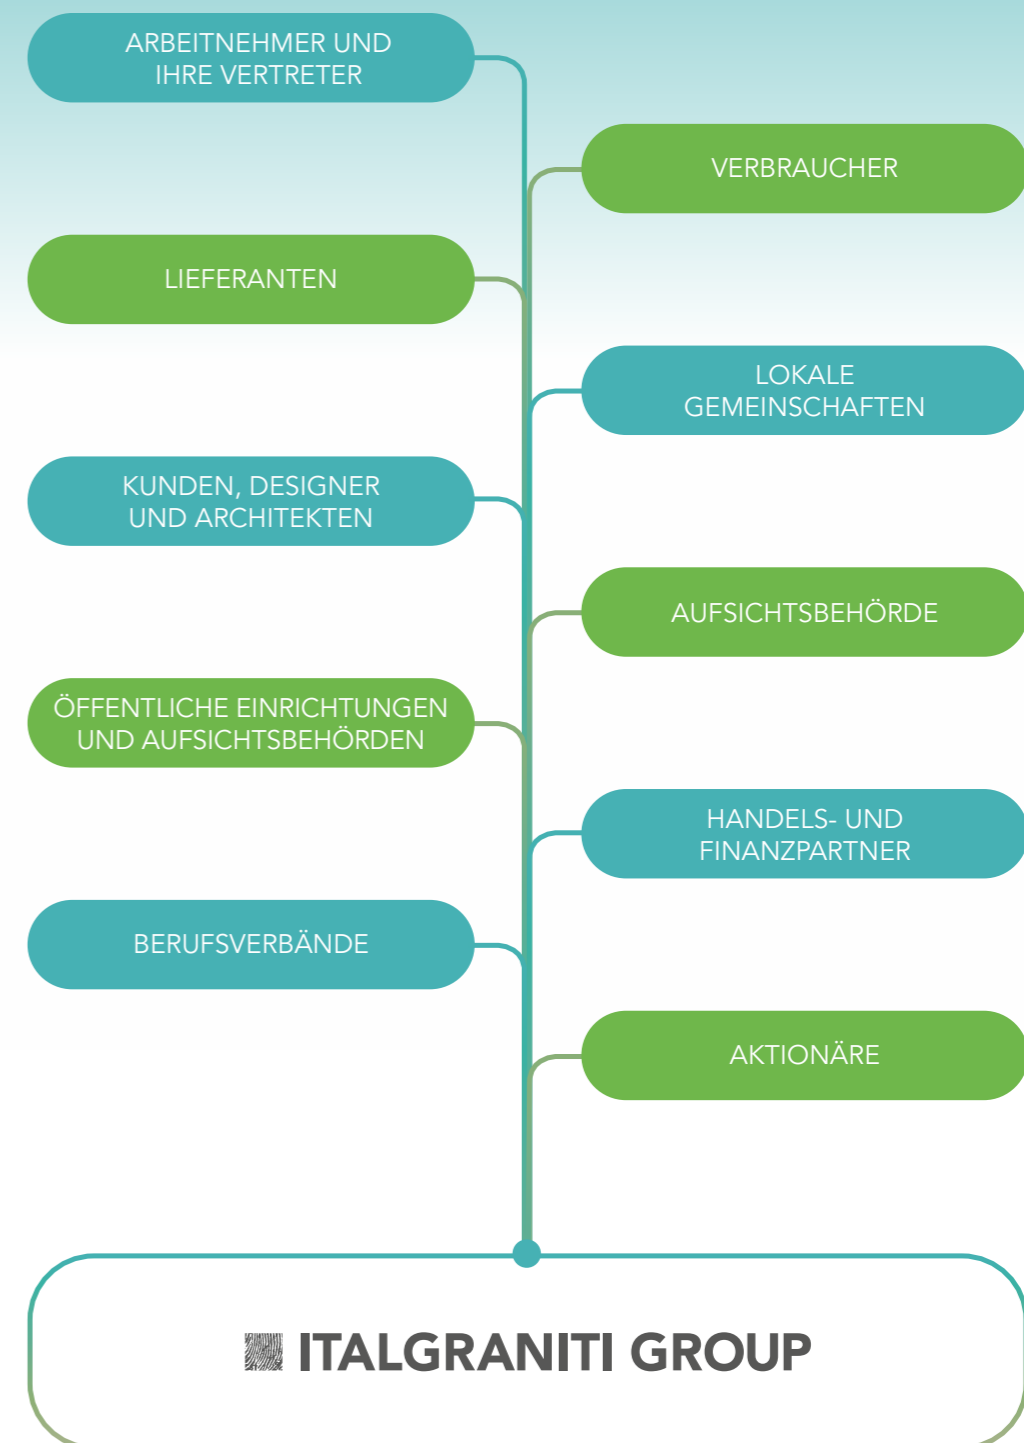 ARBEITNEHMER UND
IHRE VERTRETER
VERBRAUCHER
LIEFERANTEN
LOKALE
GEMEINSCHAFTEN
KUNDEN, DESIGNER
UND ARCHITEKTEN
AUFSICHTSBEHÖRDE
ÖFFENTLICHE EINRICHTUNGEN
UND AUFSICHTSBEHÖRDEN
HANDELS- UND
FINANZPARTNER
BERUFSVERBÄNDE
AKTIONÄRE
ITALGRANITI GROUP